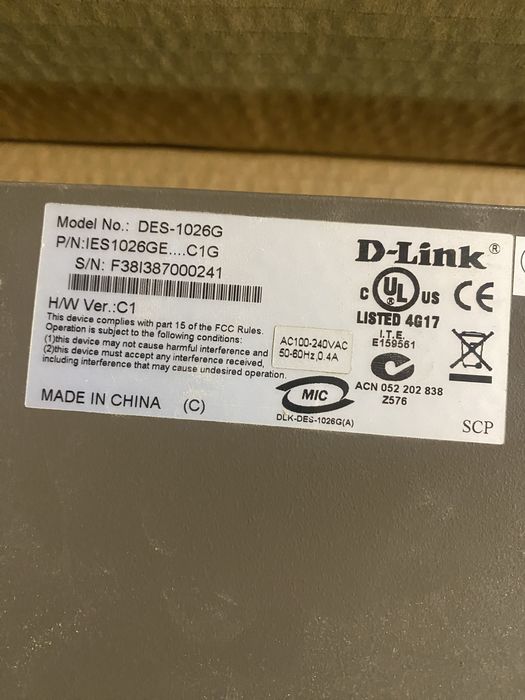 Model No.: DES-1026G
P/N:IES1026GE....C1G
S/N: F38I387000241
H/W Ver.:C1
This device complies with part 15 of the FCC Rules.
Operation is subject to the following conditions:
(1)this device may not cause harmful interference and
(2)this device must accept any interference received,
including interference that may cause undesired operation.
MADE IN CHINA (C)
AC100-240VAC
50-60Hz,0.4A
MIC
DLK-DES-1026G(A)
D-Link®
C UL US
LISTED 4G17
I.T.E.
E159561
CE
ACN 052 202 838
Z576
SCP